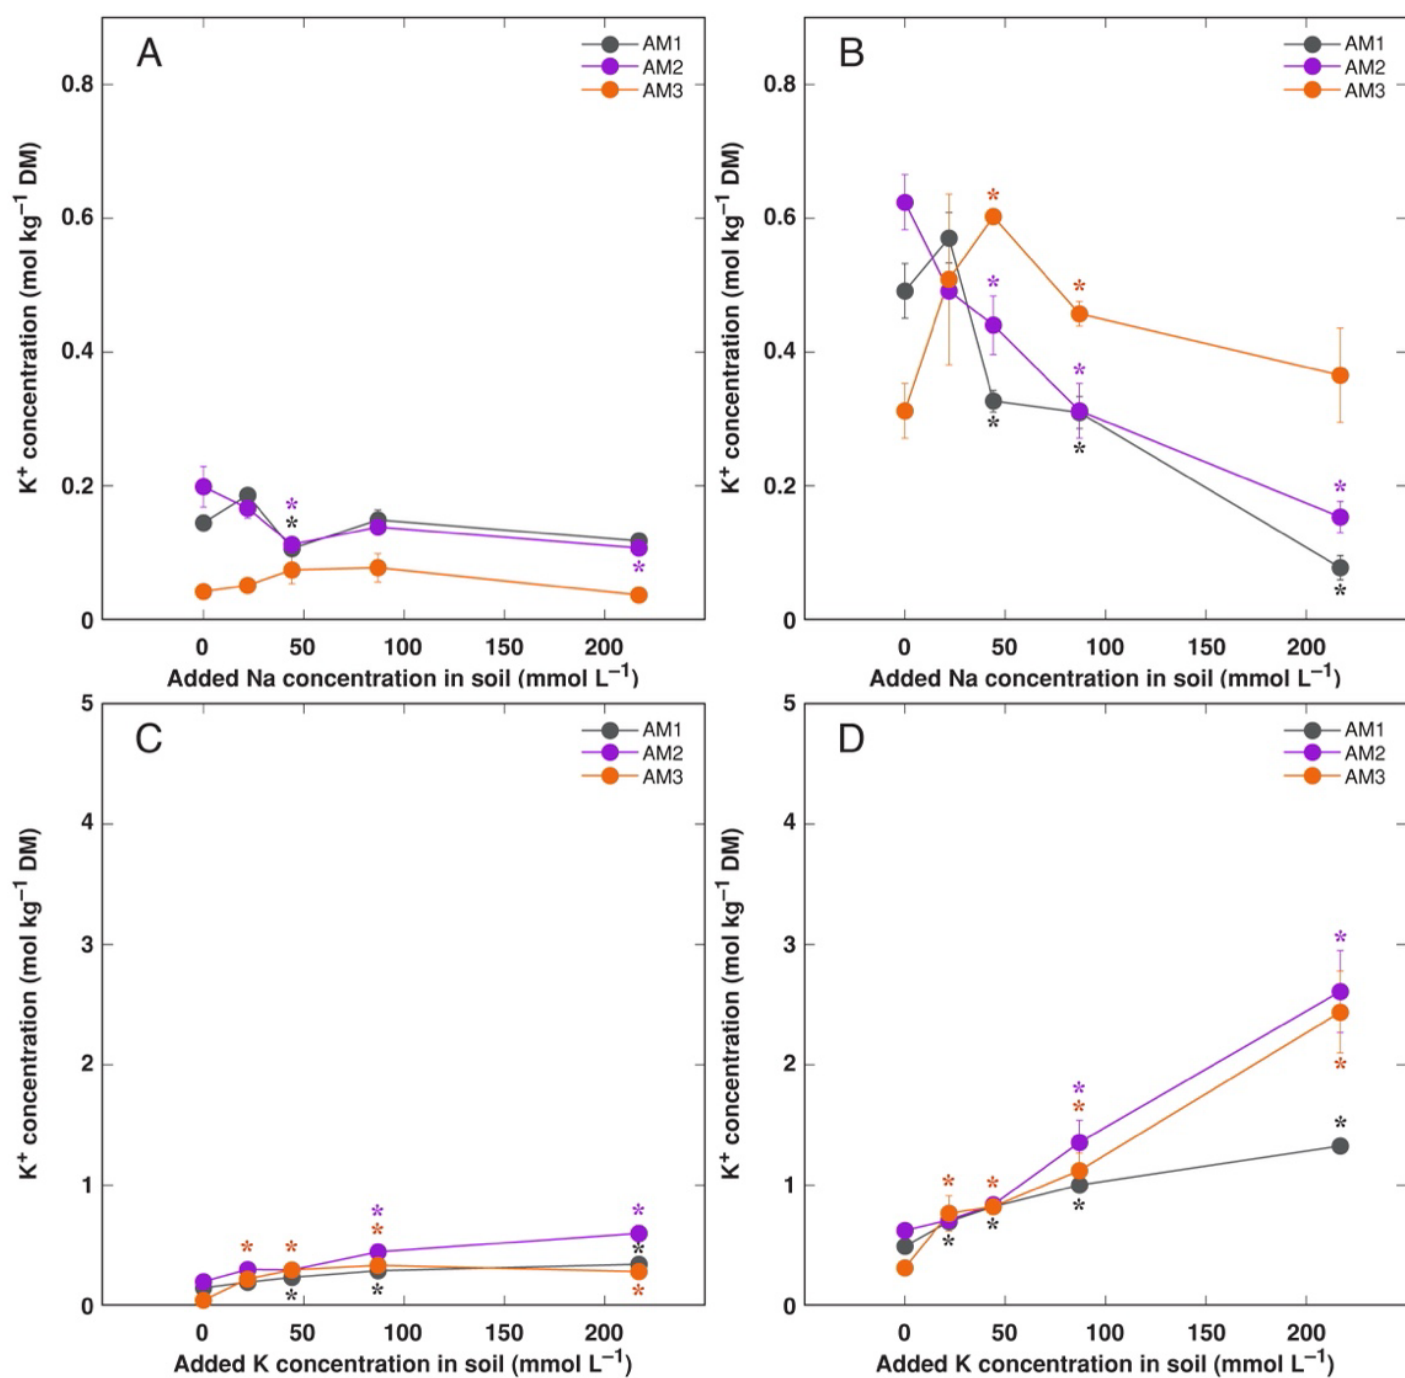 A
AM1
AM2
AM3
0.8
0.6
0.4
0.2
0
K⁺ concentration (mol kg⁻¹ DM)
* * *
0 50 100 150 200
Added Na concentration in soil (mmol L⁻¹)
B
AM1
AM2
AM3
0.8
0.6
0.4
0.2
0
K⁺ concentration (mol kg⁻¹ DM)
* * * * * * * *
0 50 100 150 200
Added Na concentration in soil (mmol L⁻¹)
C
AM1
AM2
AM3
5
4
3
2
1
0
K⁺ concentration (mol kg⁻¹ DM)
* * * * * * * * *
0 50 100 150 200
Added K concentration in soil (mmol L⁻¹)
D
AM1
AM2
AM3
5
4
3
2
1
0
K⁺ concentration (mol kg⁻¹ DM)
* * * * * * * * * *
0 50 100 150 200
Added K concentration in soil (mmol L⁻¹)